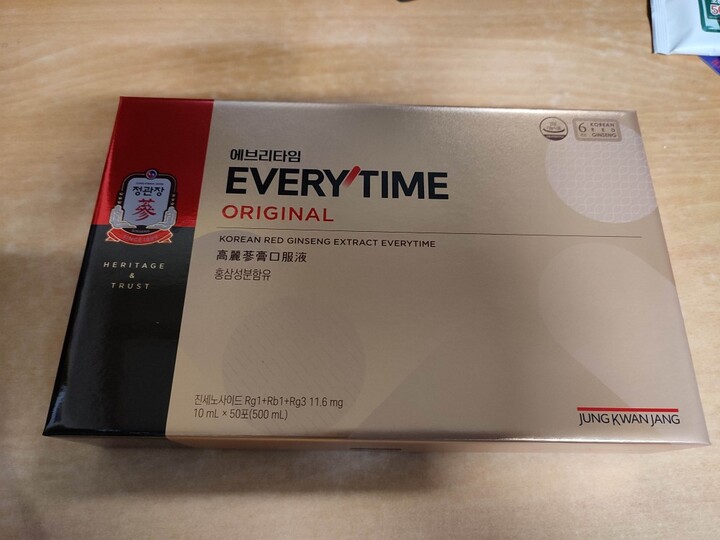 에브리타임
EVERYTIME
ORIGINAL
KOREAN RED GINSENG EXTRACT EVERYTIME
高麗蔘膏口服液
홍삼성분함유
정관장
蔘
HERITAGE
&
TRUST
6
KOREAN
RED
GINSENG
진세노사이드 Rg1+Rb1+Rg3 11.6 mg
10 mL × 50포(500 mL)
JUNG KWAN JANG